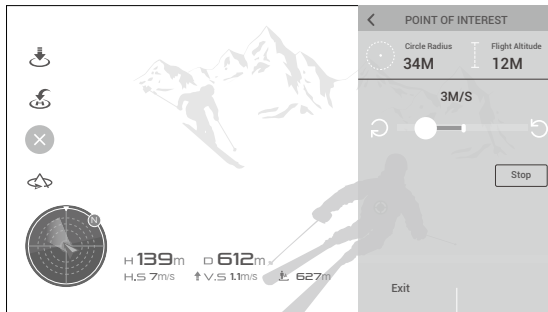 POINT OF INTEREST
Circle Radius
34M
Flight Altitude
12M
3M/S
Stop
N
H 139m D 612m
H.S 7m/s V.S 1.1m/s 627m
Exit